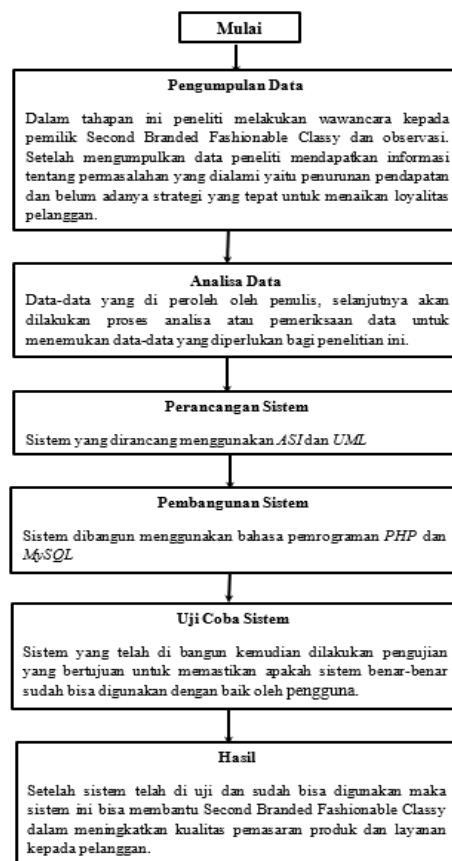 Mulai
Pengumpulan Data
Dalam tahapan ini peneliti melakukan wawancara kepada
pemilik Second Branded Fashionable Classy dan observasi.
Setelah mengumpulkan data peneliti mendapatkan informasi
tentang permasalahan yang dialami yaitu penurunan pendapatan
dan belum adanya strategi yang tepat untuk menaikan loyalitas
pelanggan.
Analisa Data
Data-data yang di peroleh oleh penulis, selanjutnya akan
dilakukan proses analisa atau pemeriksaan data untuk
menemukan data-data yang diperlukan bagi penelitian ini.
Perancangan Sistem
Sistem yang dirancang menggunakan ASI dan UML
Pembangunan Sistem
Sistem dibangun menggunakan bahasa pemrograman PHP dan
MySQL
Uji Coba Sistem
Sistem yang telah di bangun kemudian dilakukan pengujian
yang bertujuan untuk memastikan apakah sistem benar-benar
sudah bisa digunakan dengan baik oleh pengguna.
Hasil
Setelah sistem telah di uji dan sudah bisa digunakan maka
sistem ini bisa membantu Second Branded Fashionable Classy
dalam meningkatkan kualitas pemasaran produk dan layanan
kepada pelanggan.